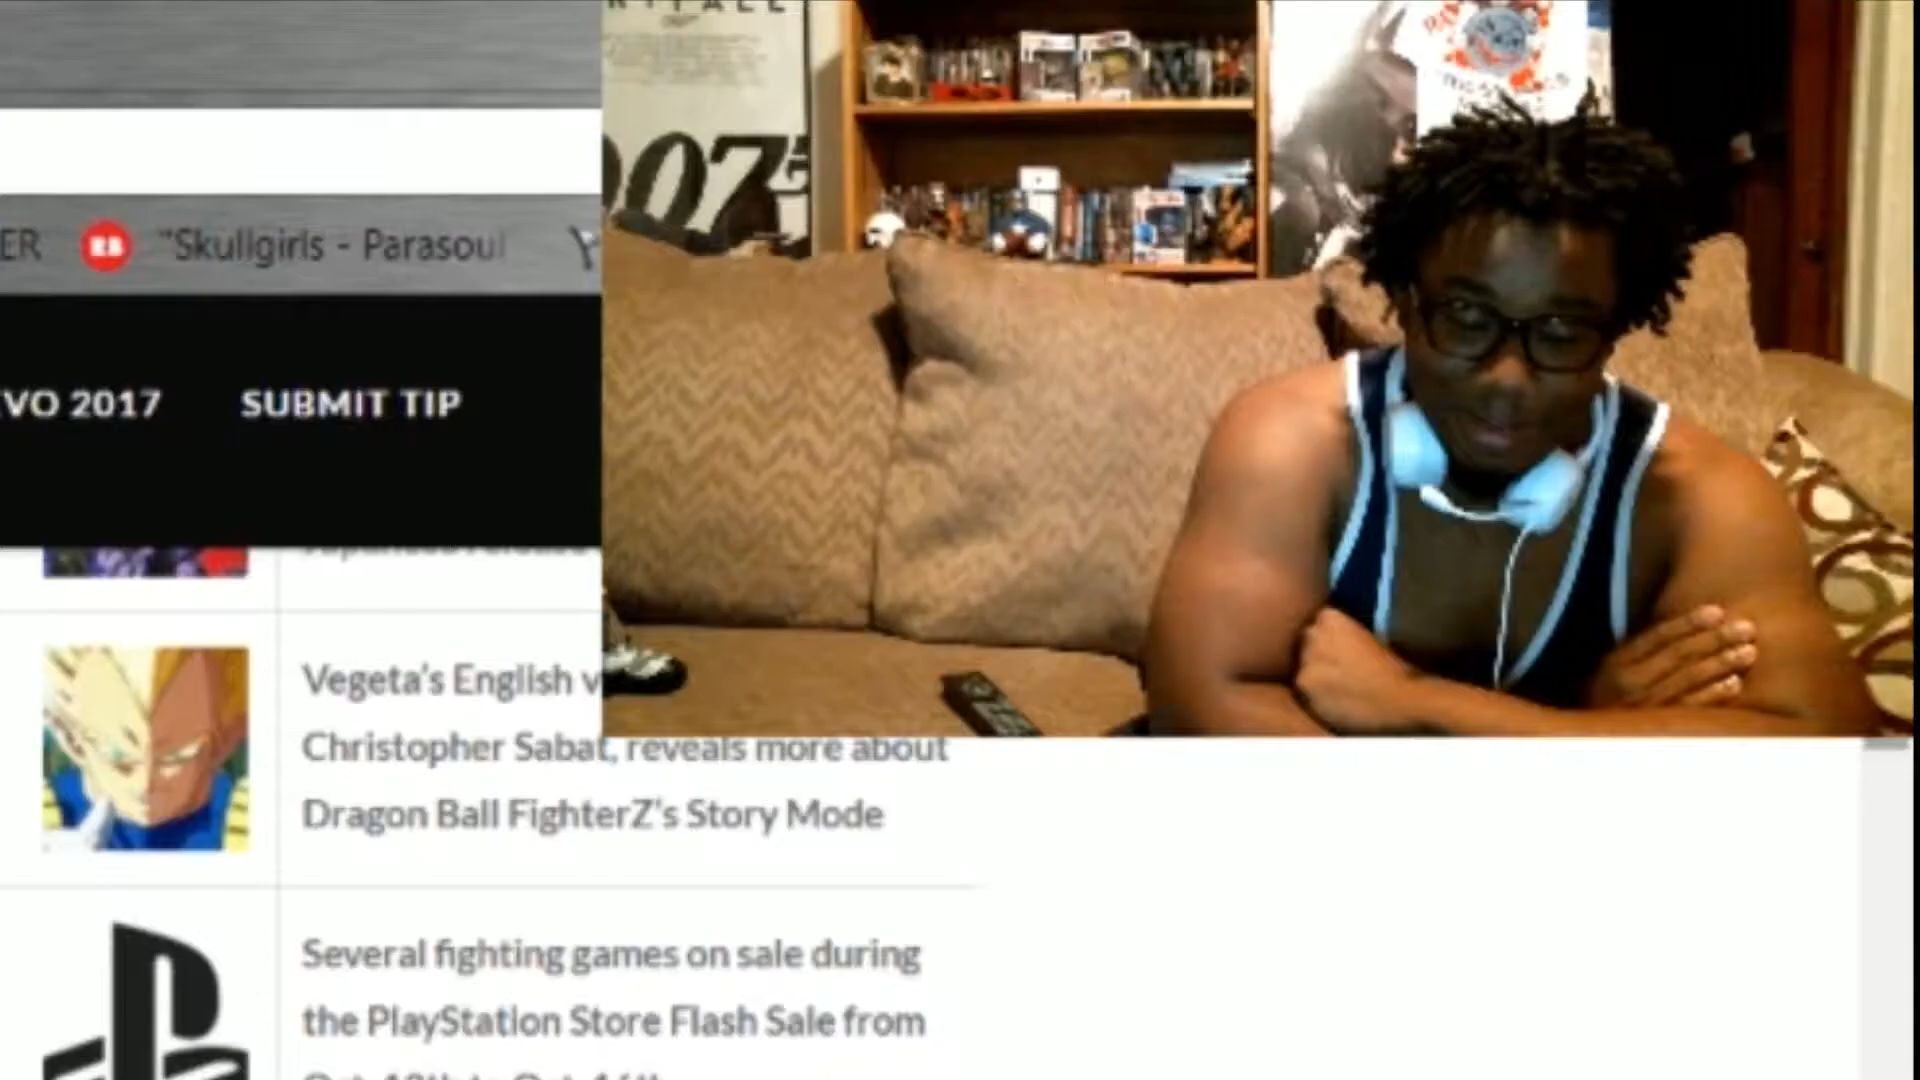 007
ER
"Skullgirls - Parasoul
VO 2017
SUBMIT TIP
Vegeta's English v
Christopher Sabat, reveals more about
Dragon Ball FighterZ's Story Mode
Several fighting games on sale during
the PlayStation Store Flash Sale from